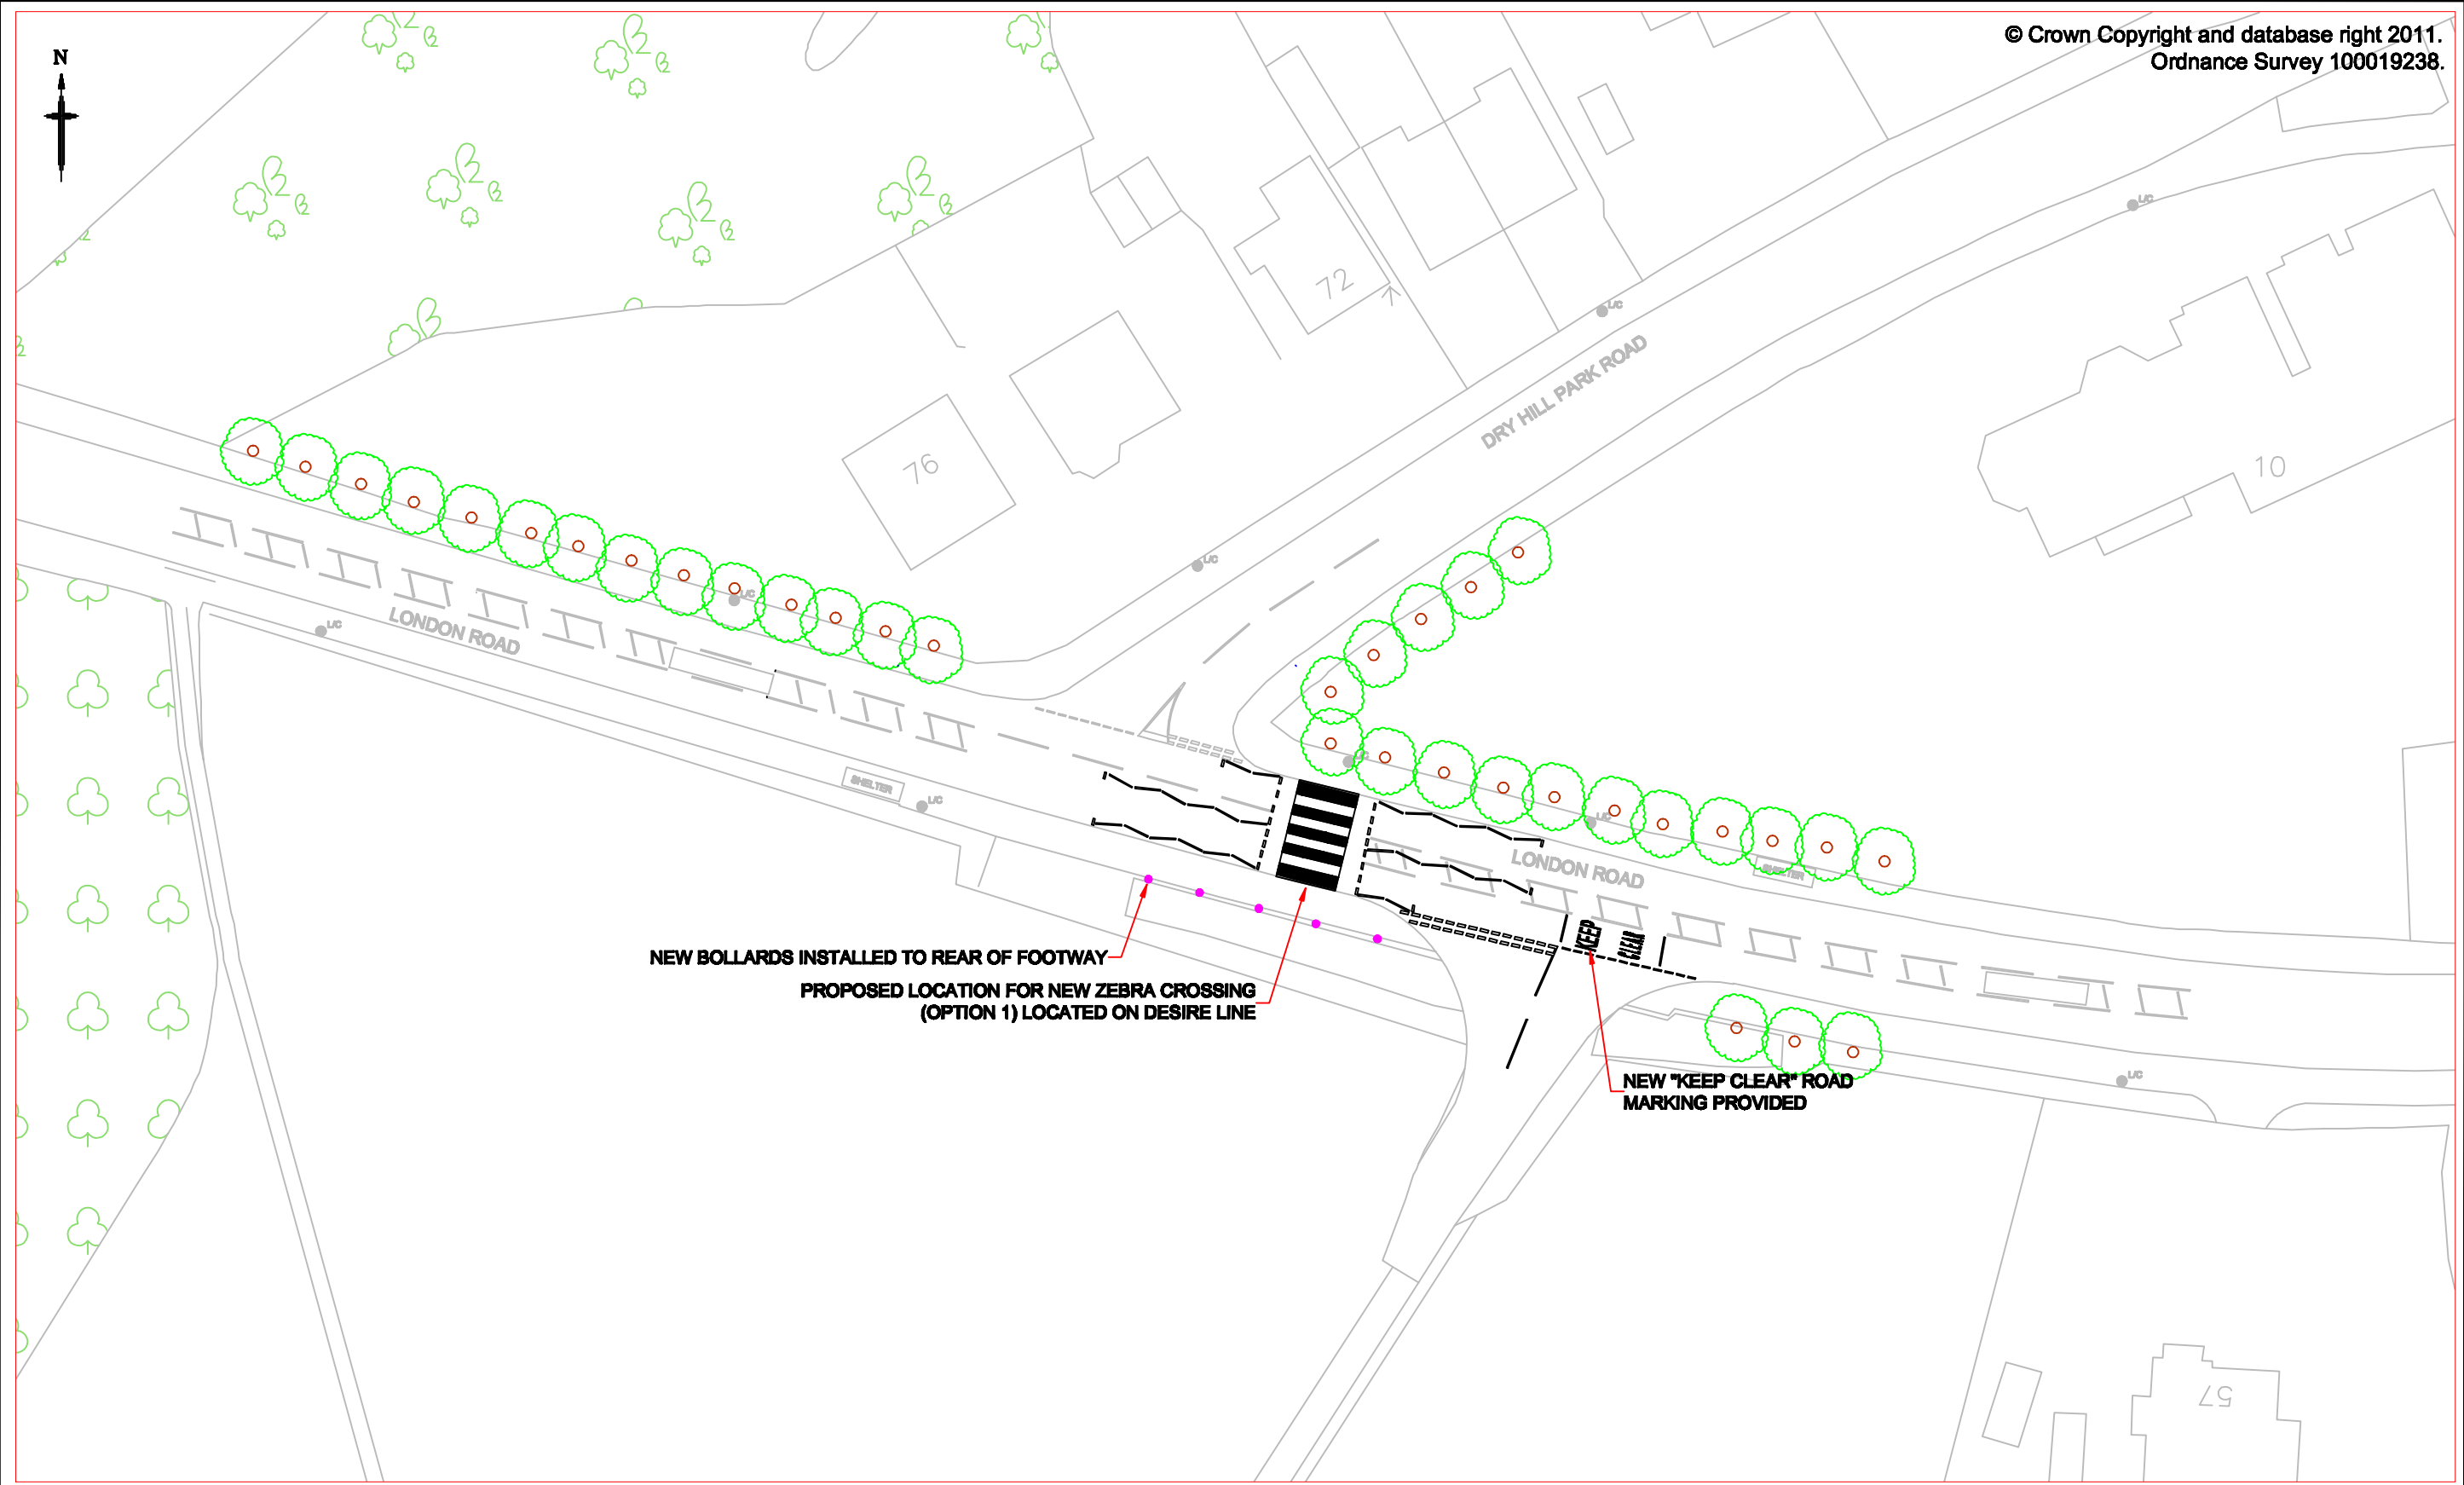 © Crown Copyright and database right 2011.
Ordnance Survey 100019238.
N
L/C
72
L/C
DRY HILL PARK ROAD
76
10
L/C
L/C
LONDON ROAD
L/C
L/C
SHELTER
L/C
L/C
LONDON ROAD
SHELTER
KEEP
CLEAR
NEW BOLLARDS INSTALLED TO REAR OF FOOTWAY
PROPOSED LOCATION FOR NEW ZEBRA CROSSING
(OPTION 1) LOCATED ON DESIRE LINE
NEW "KEEP CLEAR" ROAD
MARKING PROVIDED
L/C
57